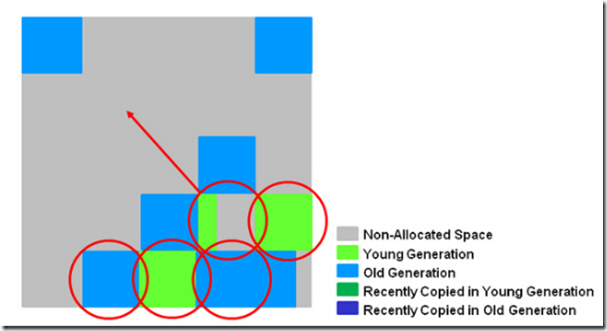 Non-Allocated Space
Young Generation
Old Generation
Recently Copied in Young Generation
Recently Copied in Old Generation